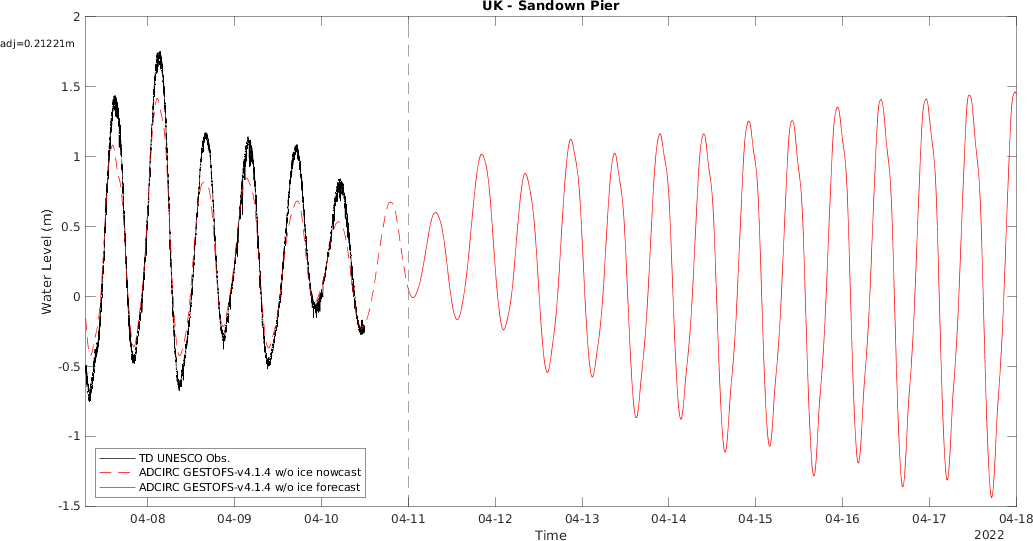 UK - Sandown Pier
adj=0.21221m
2
1.5
1
0.5
0
-0.5
-1
-1.5
Water Level (m)
TD UNESCO Obs.
ADCIRC GESTOFS-v4.1.4 w/o ice nowcast
ADCIRC GESTOFS-v4.1.4 w/o ice forecast
04-08 04-09 04-10 04-11 04-12 04-13 04-14 04-15 04-16 04-17 04-18
Time
2022